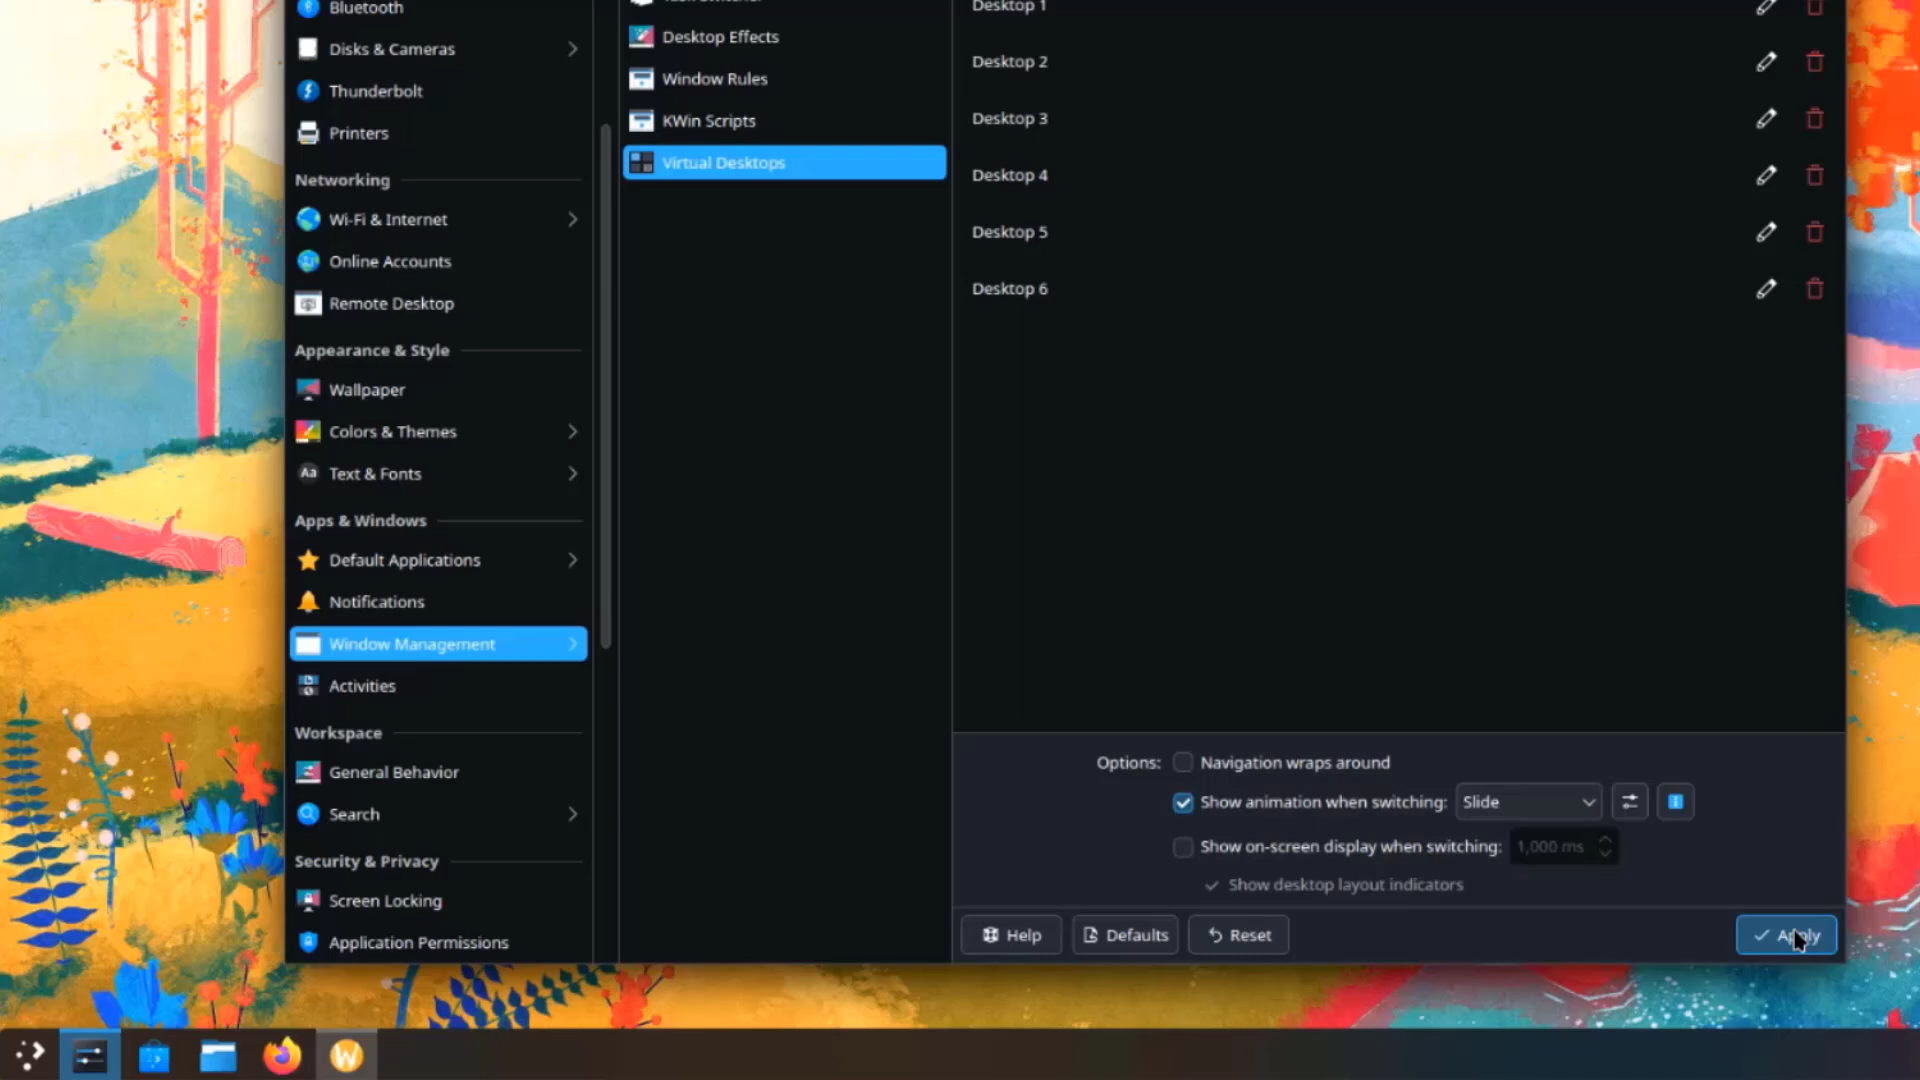 Bluetooth
Disks & Cameras
Thunderbolt
Printers
Networking
Wi-Fi & Internet
Online Accounts
Remote Desktop
Appearance & Style
Wallpaper
Colors & Themes
Aa Text & Fonts
Apps & Windows
Default Applications
Notifications
Window Management
Activities
Workspace
General Behavior
Search
Security & Privacy
Screen Locking
Application Permissions
Desktop Effects
Window Rules
KWin Scripts
Virtual Desktops
Desktop 1
Desktop 2
Desktop 3
Desktop 4
Desktop 5
Desktop 6
Options: Navigation wraps around
Show animation when switching: Slide
Show on-screen display when switching: 1,000 ms
Show desktop layout indicators
Help Defaults Reset Apply
W